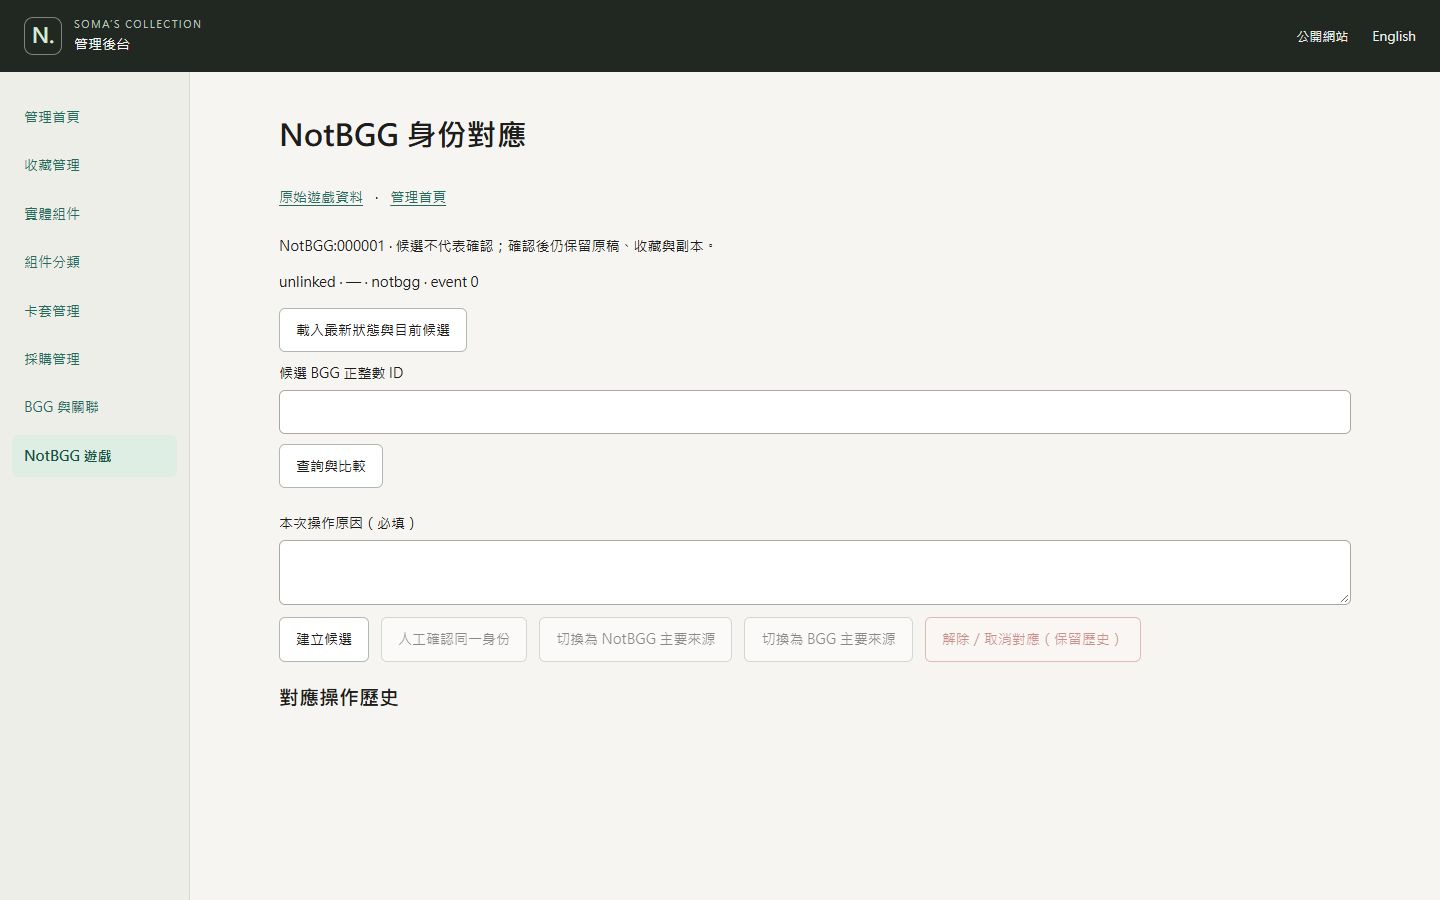 N.
SOMA'S COLLECTION
管理後台
公開網站
English
管理首頁
收藏管理
實體組件
組件分類
卡套管理
採購管理
BGG 與關聯
NotBGG 遊戲
NotBGG 身份對應
原始遊戲資料 · 管理首頁
NotBGG:000001 · 候選不代表確認；確認後仍保留原稿、收藏與副本。
unlinked · — · notbgg · event 0
載入最新狀態與目前候選
候選 BGG 正整數 ID
查詢與比較
本次操作原因（必填）
建立候選
人工確認同一身份
切換為 NotBGG 主要來源
切換為 BGG 主要來源
解除 / 取消對應（保留歷史）
對應操作歷史